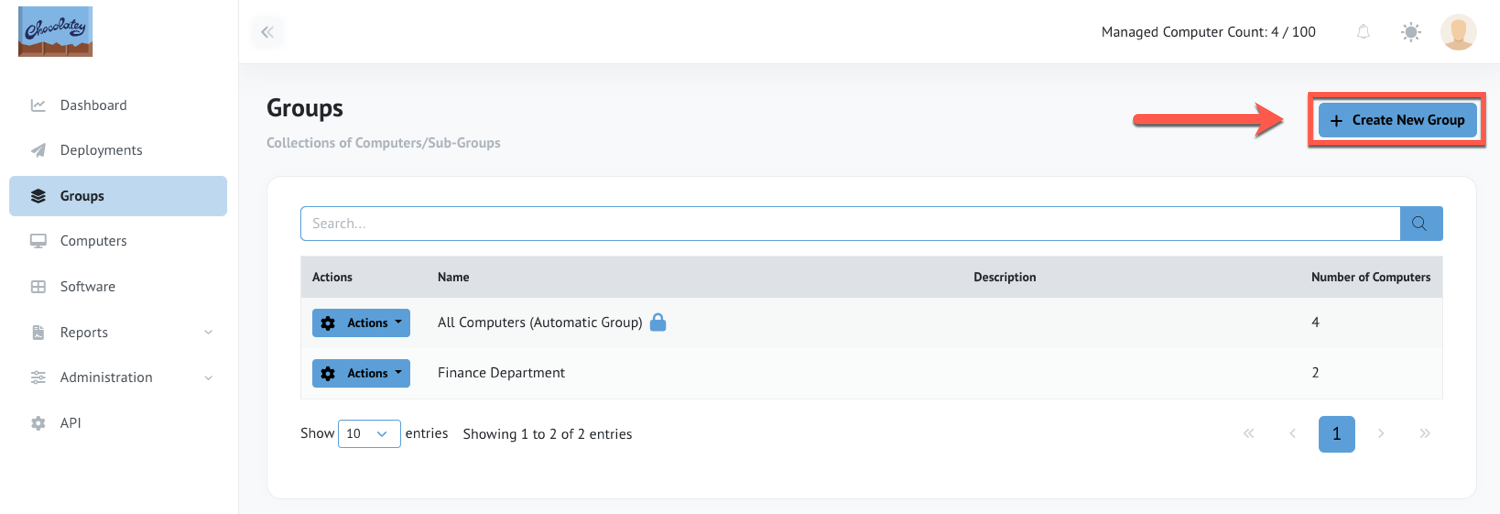 Chocolatey
Managed Computer Count: 4 / 100
Dashboard
Deployments
Groups
Computers
Software
Reports
Administration
API
Groups
Collections of Computers/Sub-Groups
+ Create New Group
Search...
Actions Name Description Number of Computers
Actions All Computers (Automatic Group) 4
Actions Finance Department 2
Show 10 entries Showing 1 to 2 of 2 entries « ‹ 1 › »